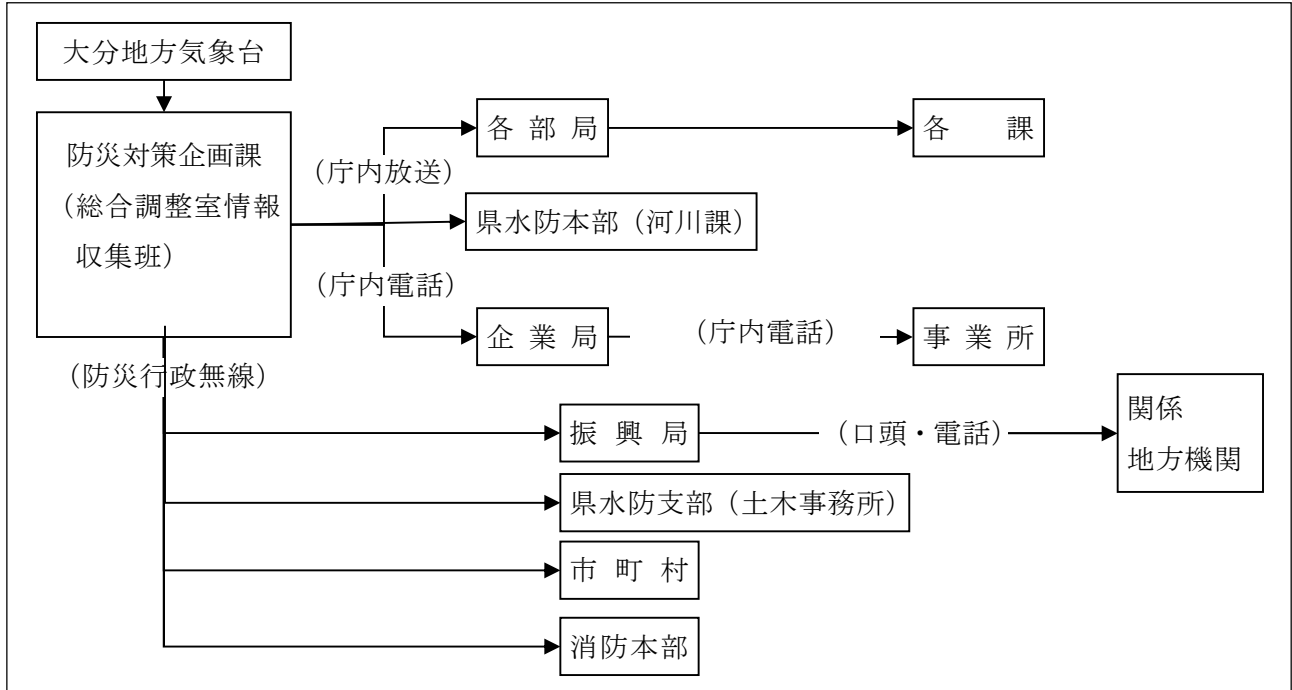 大分地方気象台
防災対策企画課
（総合調整室情報
収集班）
（庁内放送）
（庁内電話）
各部局
各　　課
県水防本部（河川課）
企業局
（庁内電話）
事業所
（防災行政無線）
振興局
（口頭・電話）
関係
地方機関
県水防支部（土木事務所）
市町村
消防本部